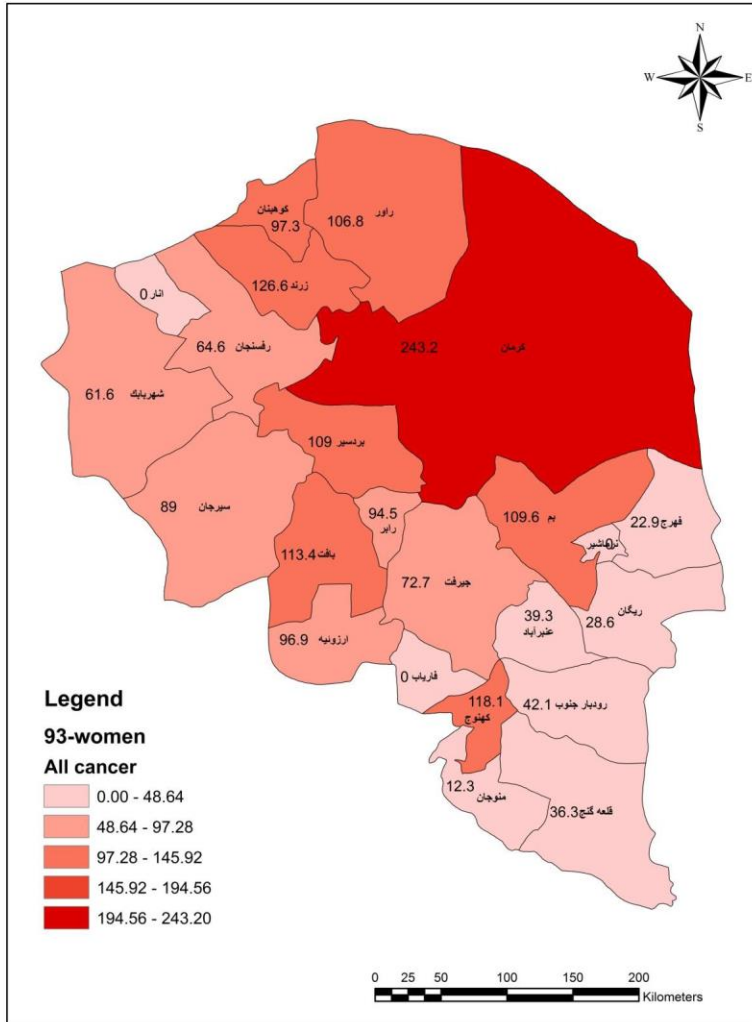 N
W E
S
راور
106.8
کوهبنان
97.3
زرند
126.6
انار
0
رفسنجان
64.6
کرمان
243.2
شهربابك
61.6
بردسیر
109
سیرجان
89
بم
109.6
فهرج
22.9
نرماشیر
0
رابر
94.5
بافت
113.4
جیرفت
72.7
ریگان
28.6
عنبرآباد
39.3
ارزوئیه
96.9
فاریاب
0
کهنوج
118.1
رودبار جنوب
42.1
منوجان
12.3
قلعه گنج
36.3
Legend
93-women
All cancer
0.00 - 48.64
48.64 - 97.28
97.28 - 145.92
145.92 - 194.56
194.56 - 243.20
0 25 50 100 150 200
Kilometers